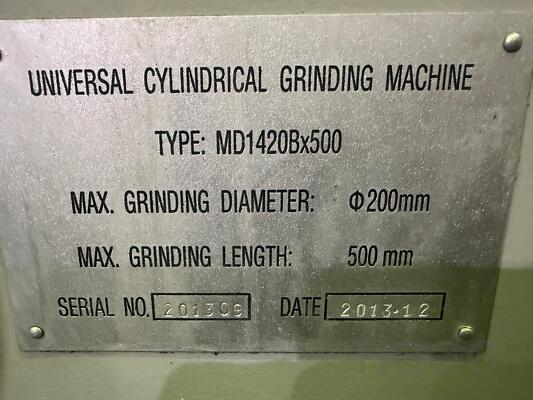 UNIVERSAL CYLINDRICAL GRINDING MACHINE
TYPE: MD1420Bx500
MAX. GRINDING DIAMETER: Φ200mm
MAX. GRINDING LENGTH: 500 mm
SERIAL NO. 201309 DATE 2013·12